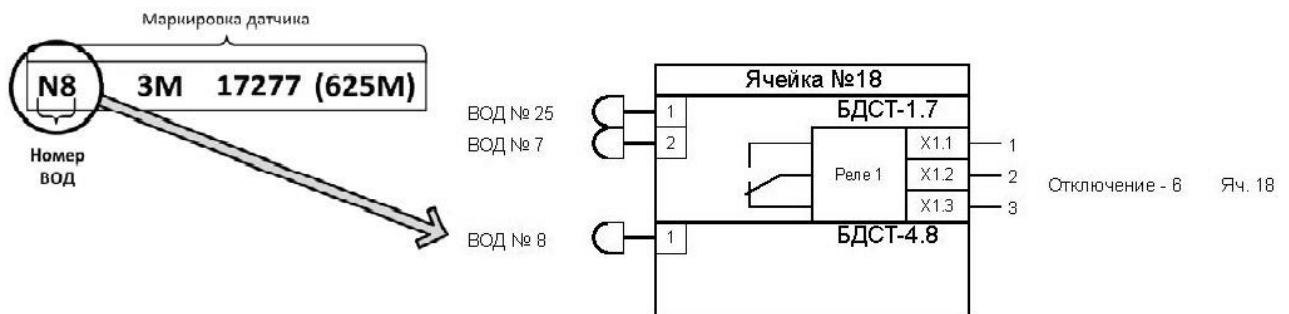 Маркировка датчика
N8 3М 17277 (625М)
Номер
ВОД
Ячейка №18
ВОД № 25 1 БДСТ-1.7
ВОД № 7 2
Реле 1 X1.1 1
X1.2 2
X1.3 3
Отключение - 6 Яч. 18
ВОД № 8 1 БДСТ-4.8